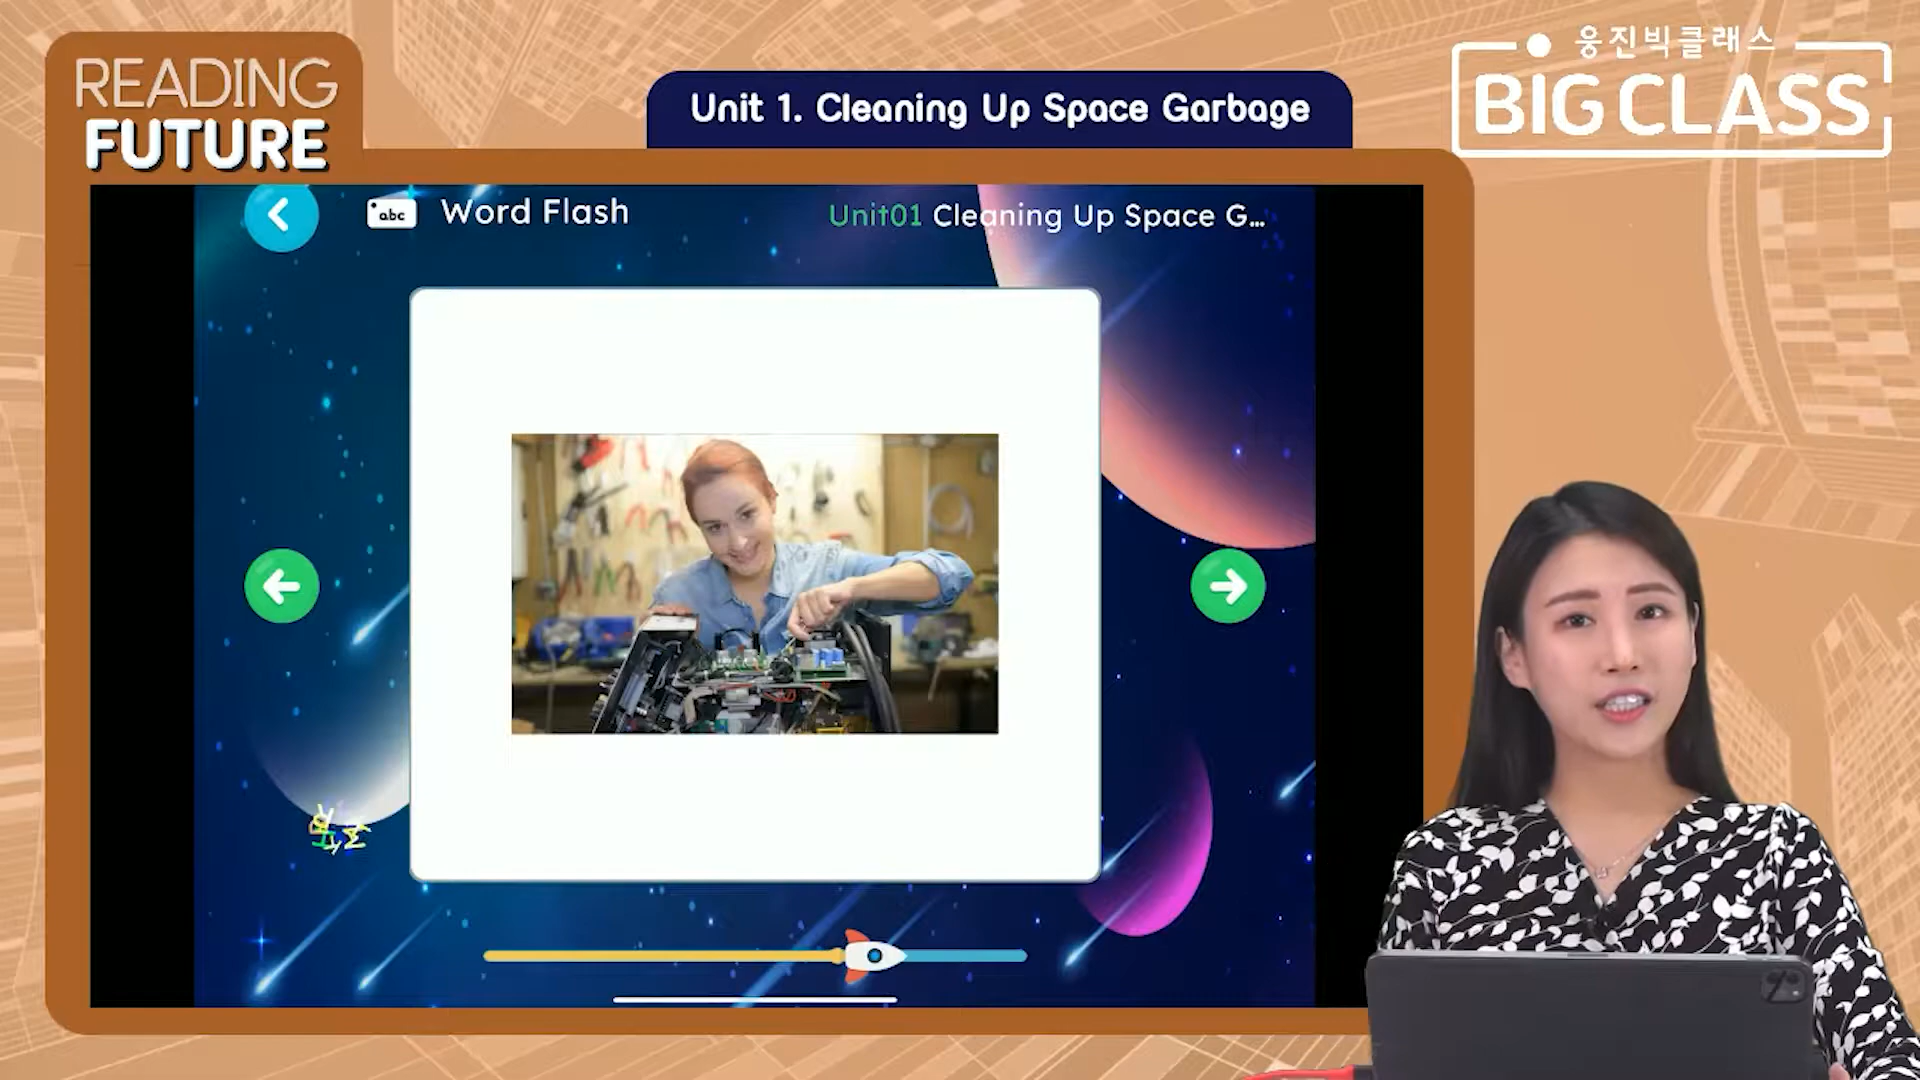 READING
FUTURE
Unit 1. Cleaning Up Space Garbage
웅진빅클래스
BIG CLASS
abc
Word Flash
Unit01 Cleaning Up Space G...